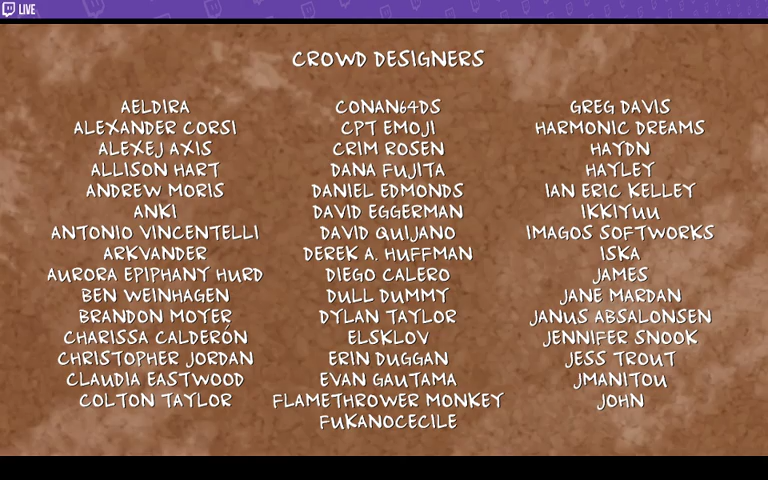 LIVE
CROWD DESIGNERS
AELDIRA
ALEXANDER CORSI
ALEXEJ AXIS
ALLISON HART
ANDREW MORIS
ANKI
ANTONIO VINCENTELLI
ARKVANDER
AURORA EPIPHANY HURD
BEN WEINHAGEN
BRANDON MOYER
CHARISSA CALDERÓN
CHRISTOPHER JORDAN
CLAUDIA EASTWOOD
COLTON TAYLOR
CONAN64DS
CPT EMOJI
CRIM ROSEN
DANA FUJITA
DANIEL EDMONDS
DAVID EGGERMAN
DAVID QUIJANO
DEREK A. HUFFMAN
DIEGO CALERO
DULL DUMMY
DYLAN TAYLOR
ELSKLOV
ERIN DUGGAN
EVAN GAUTAMA
FLAMETHROWER MONKEY
FUKANOCECILE
GREG DAVIS
HARMONIC DREAMS
HAYDN
HAYLEY
IAN ERIC KELLEY
IKKIYUU
IMAGOS SOFTWORKS
ISKA
JAMES
JANE MARDAN
JANUS ABSALONSEN
JENNIFER SNOOK
JESS TROUT
JMANITOU
JOHN